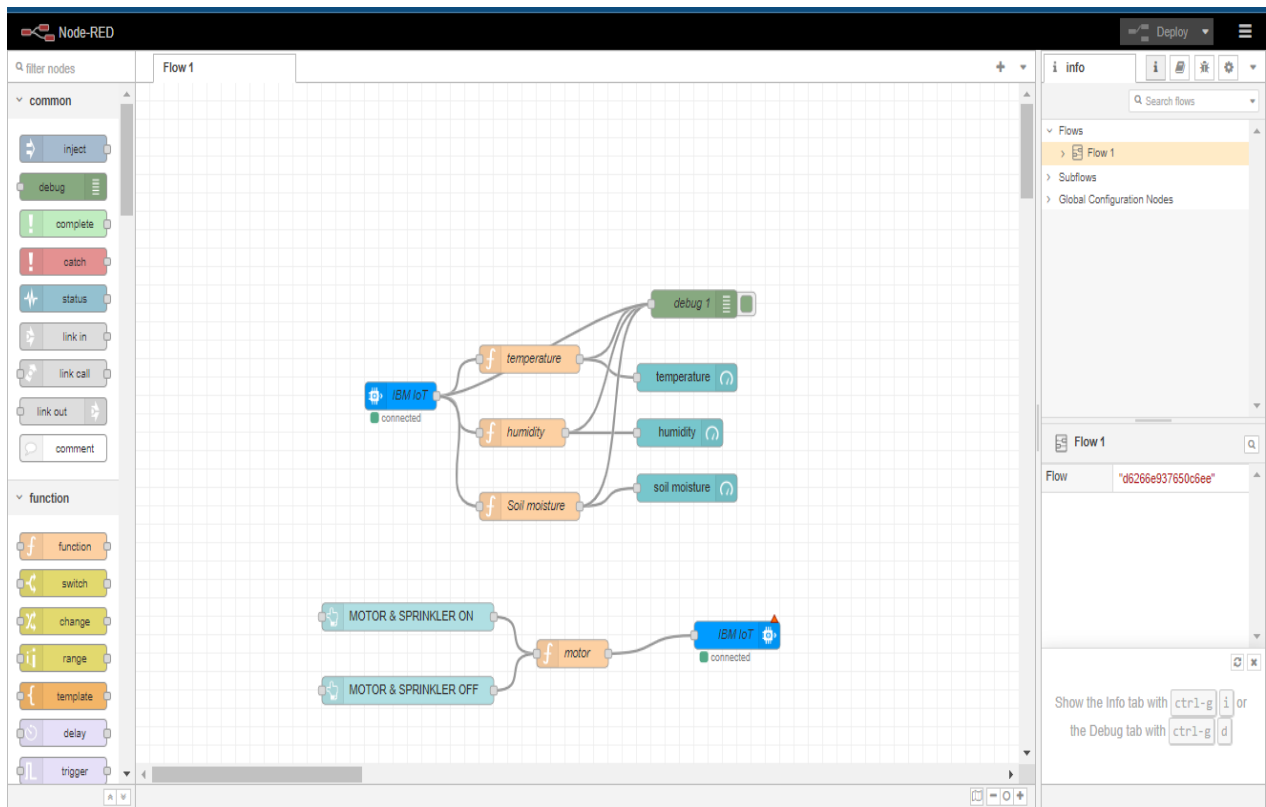 Node-RED
Deploy
filter nodes
Flow 1
info
i
Search flows
common
Flows
Flow 1
Subflows
Global Configuration Nodes
inject
debug
complete
catch
status
link in
link call
link out
comment
function
function
switch
change
range
template
delay
trigger
debug 1
temperature
temperature
IBM IoT
connected
humidity
humidity
soil moisture
Soil moisture
MOTOR & SPRINKLER ON
motor
IBM IoT
connected
MOTOR & SPRINKLER OFF
Flow 1
Flow "d6266e937650c6ee"
Show the Info tab with ctrl-g i or
the Debug tab with ctrl-g d